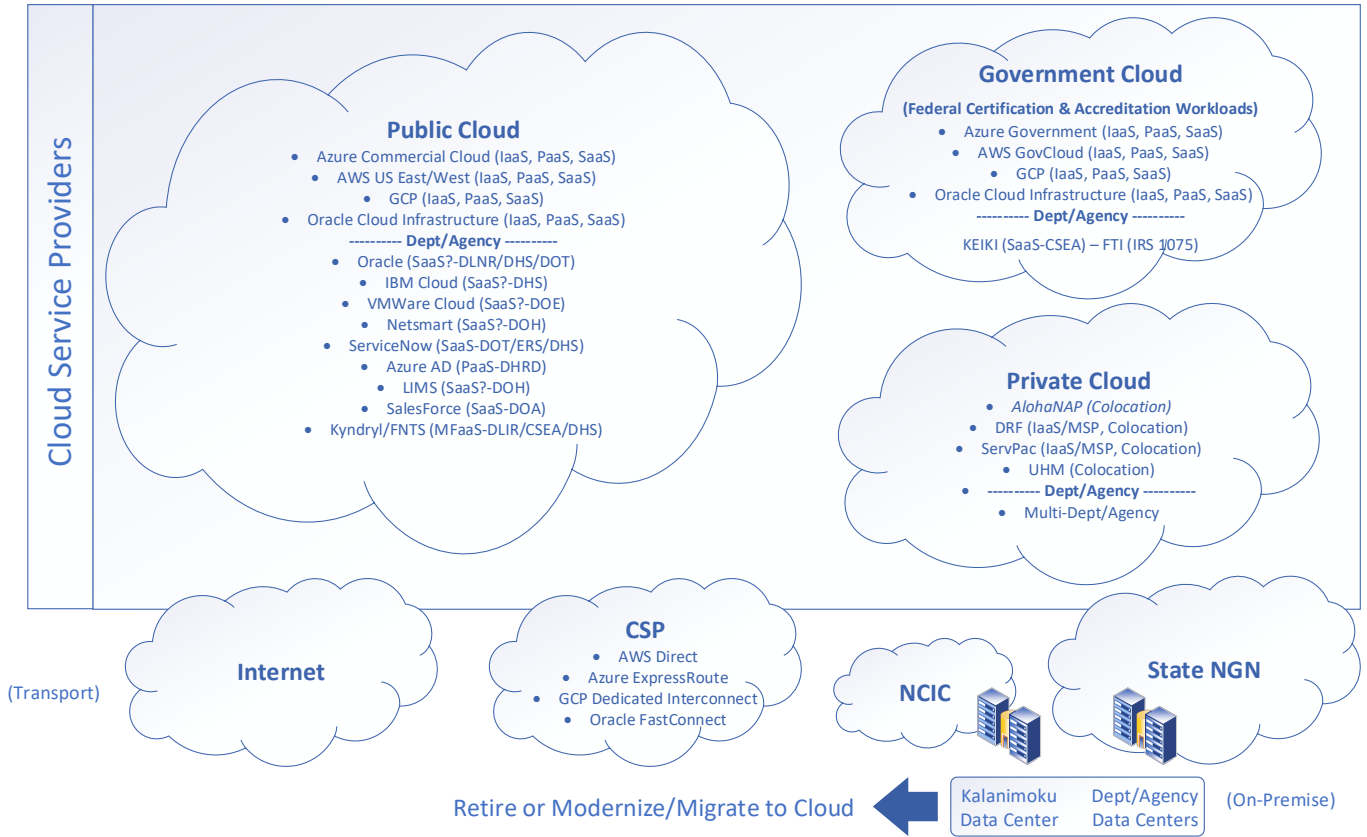 Cloud Service Providers
Public Cloud
• Azure Commercial Cloud (IaaS, PaaS, SaaS)
• AWS US East/West (IaaS, PaaS, SaaS)
• GCP (IaaS, PaaS, SaaS)
• Oracle Cloud Infrastructure (IaaS, PaaS, SaaS)
---------- Dept/Agency ----------
• Oracle (SaaS?-DLNR/DHS/DOT)
• IBM Cloud (SaaS?-DHS)
• VMWare Cloud (SaaS?-DOE)
• Netsmart (SaaS?-DOH)
• ServiceNow (SaaS-DOT/ERS/DHS)
• Azure AD (PaaS-DHRD)
• LIMS (SaaS?-DOH)
• SalesForce (SaaS-DOA)
• Kyndryl/FNTS (MFaaS-DLIR/CSEA/DHS)
Government Cloud
(Federal Certification & Accreditation Workloads)
• Azure Government (IaaS, PaaS, SaaS)
• AWS GovCloud (IaaS, PaaS, SaaS)
• GCP (IaaS, PaaS, SaaS)
• Oracle Cloud Infrastructure (IaaS, PaaS, SaaS)
---------- Dept/Agency ----------
KEIKI (SaaS-CSEA) – FTI (IRS 1075)
Private Cloud
• AlohaNAP (Colocation)
• DRF (IaaS/MSP, Colocation)
• ServPac (IaaS/MSP, Colocation)
• UHM (Colocation)
• ---------- Dept/Agency ----------
• Multi-Dept/Agency
(Transport)
Internet
CSP
• AWS Direct
• Azure ExpressRoute
• GCP Dedicated Interconnect
• Oracle FastConnect
NCIC
State NGN
Retire or Modernize/Migrate to Cloud
Kalanimoku
Data Center
Dept/Agency
Data Centers
(On-Premise)